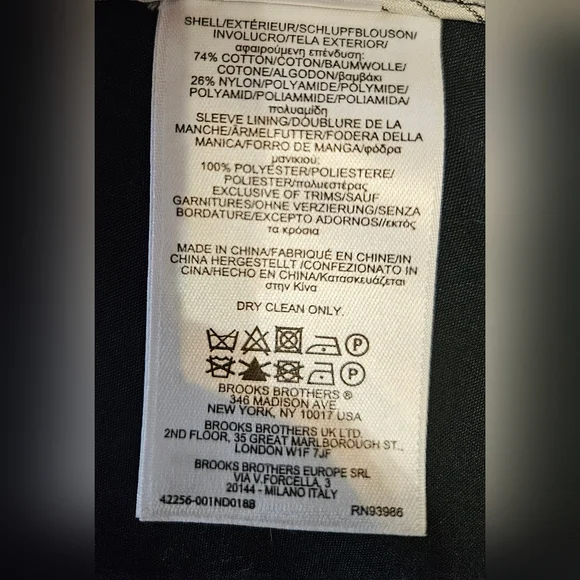 SHELL/EXTÉRIEUR/SCHLUPFBLOUSON/
INVOLUCRO/TELA EXTERIOR/
αφαιρούμενη επένδυση:
74% COTTON/COTON/BAUMWOLLE/
COTONE/ALGODON/βαμβάκι
26% NYLON/POLYAMIDE/POLYMIDE/
POLYAMID/POLIAMMIDE/POLIAMIDA/
πολυαμίδη
SLEEVE LINING/DOUBLURE DE LA
MANCHE/ÄRMELFUTTER/FODERA DELLA
MANICA/FORRO DE MANGA/φόδρα
μανικιού:
100% POLYESTER/POLIESTERE/
POLIESTER/πολυεστέρας
EXCLUSIVE OF TRIMS/SAUF
GARNITURES/OHNE VERZIERUNG/SENZA
BORDATURE/EXCEPTO ADORNOS//εκτός
τα κρόσια
MADE IN CHINA/FABRIQUÉ EN CHINE/IN
CHINA HERGESTELLT /CONFEZIONATO IN
CINA/HECHO EN CHINA/Κατασκευάζεται
στην Κίνα
DRY CLEAN ONLY.
P
P
BROOKS BROTHERS ®
346 MADISON AVE
NEW YORK, NY 10017 USA
BROOKS BROTHERS UK LTD
2ND FLOOR, 35 GREAT MARLBOROUGH ST.,
LONDON W1F 7JF
BROOKS BROTHERS EUROPE SRL
VIA V.FORCELLA, 3
20144 - MILANO ITALY
42256-001ND018B RN93986